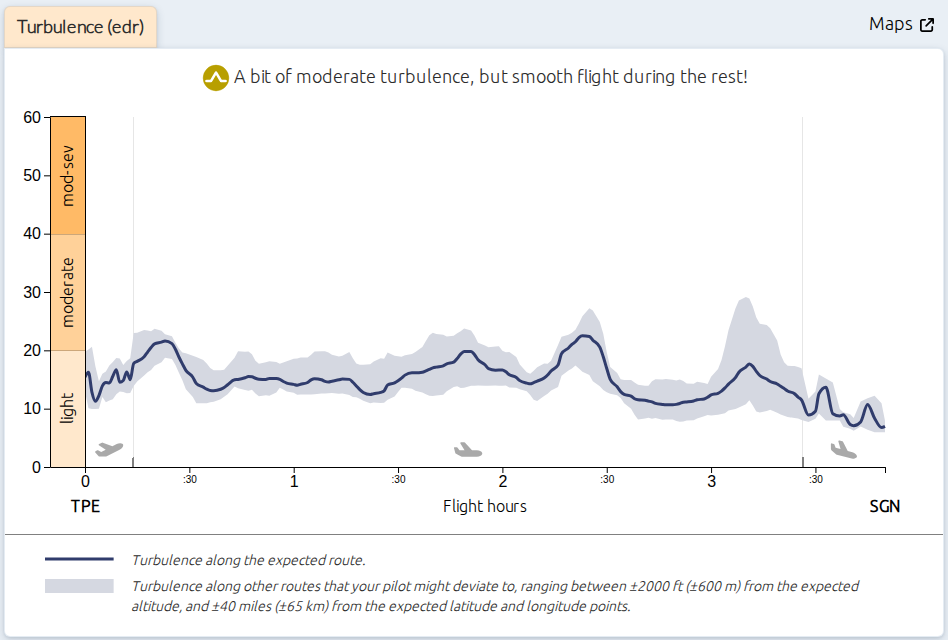 Turbulence (edr)
Maps
A bit of moderate turbulence, but smooth flight during the rest!
60
50
40
30
20
10
0
mod-sev
moderate
light
0
:30
1
:30
2
:30
3
:30
TPE
Flight hours
SGN
Turbulence along the expected route.
Turbulence along other routes that your pilot might deviate to, ranging between ±2000 ft (±600 m) from the expected
altitude, and ±40 miles (±65 km) from the expected latitude and longitude points.